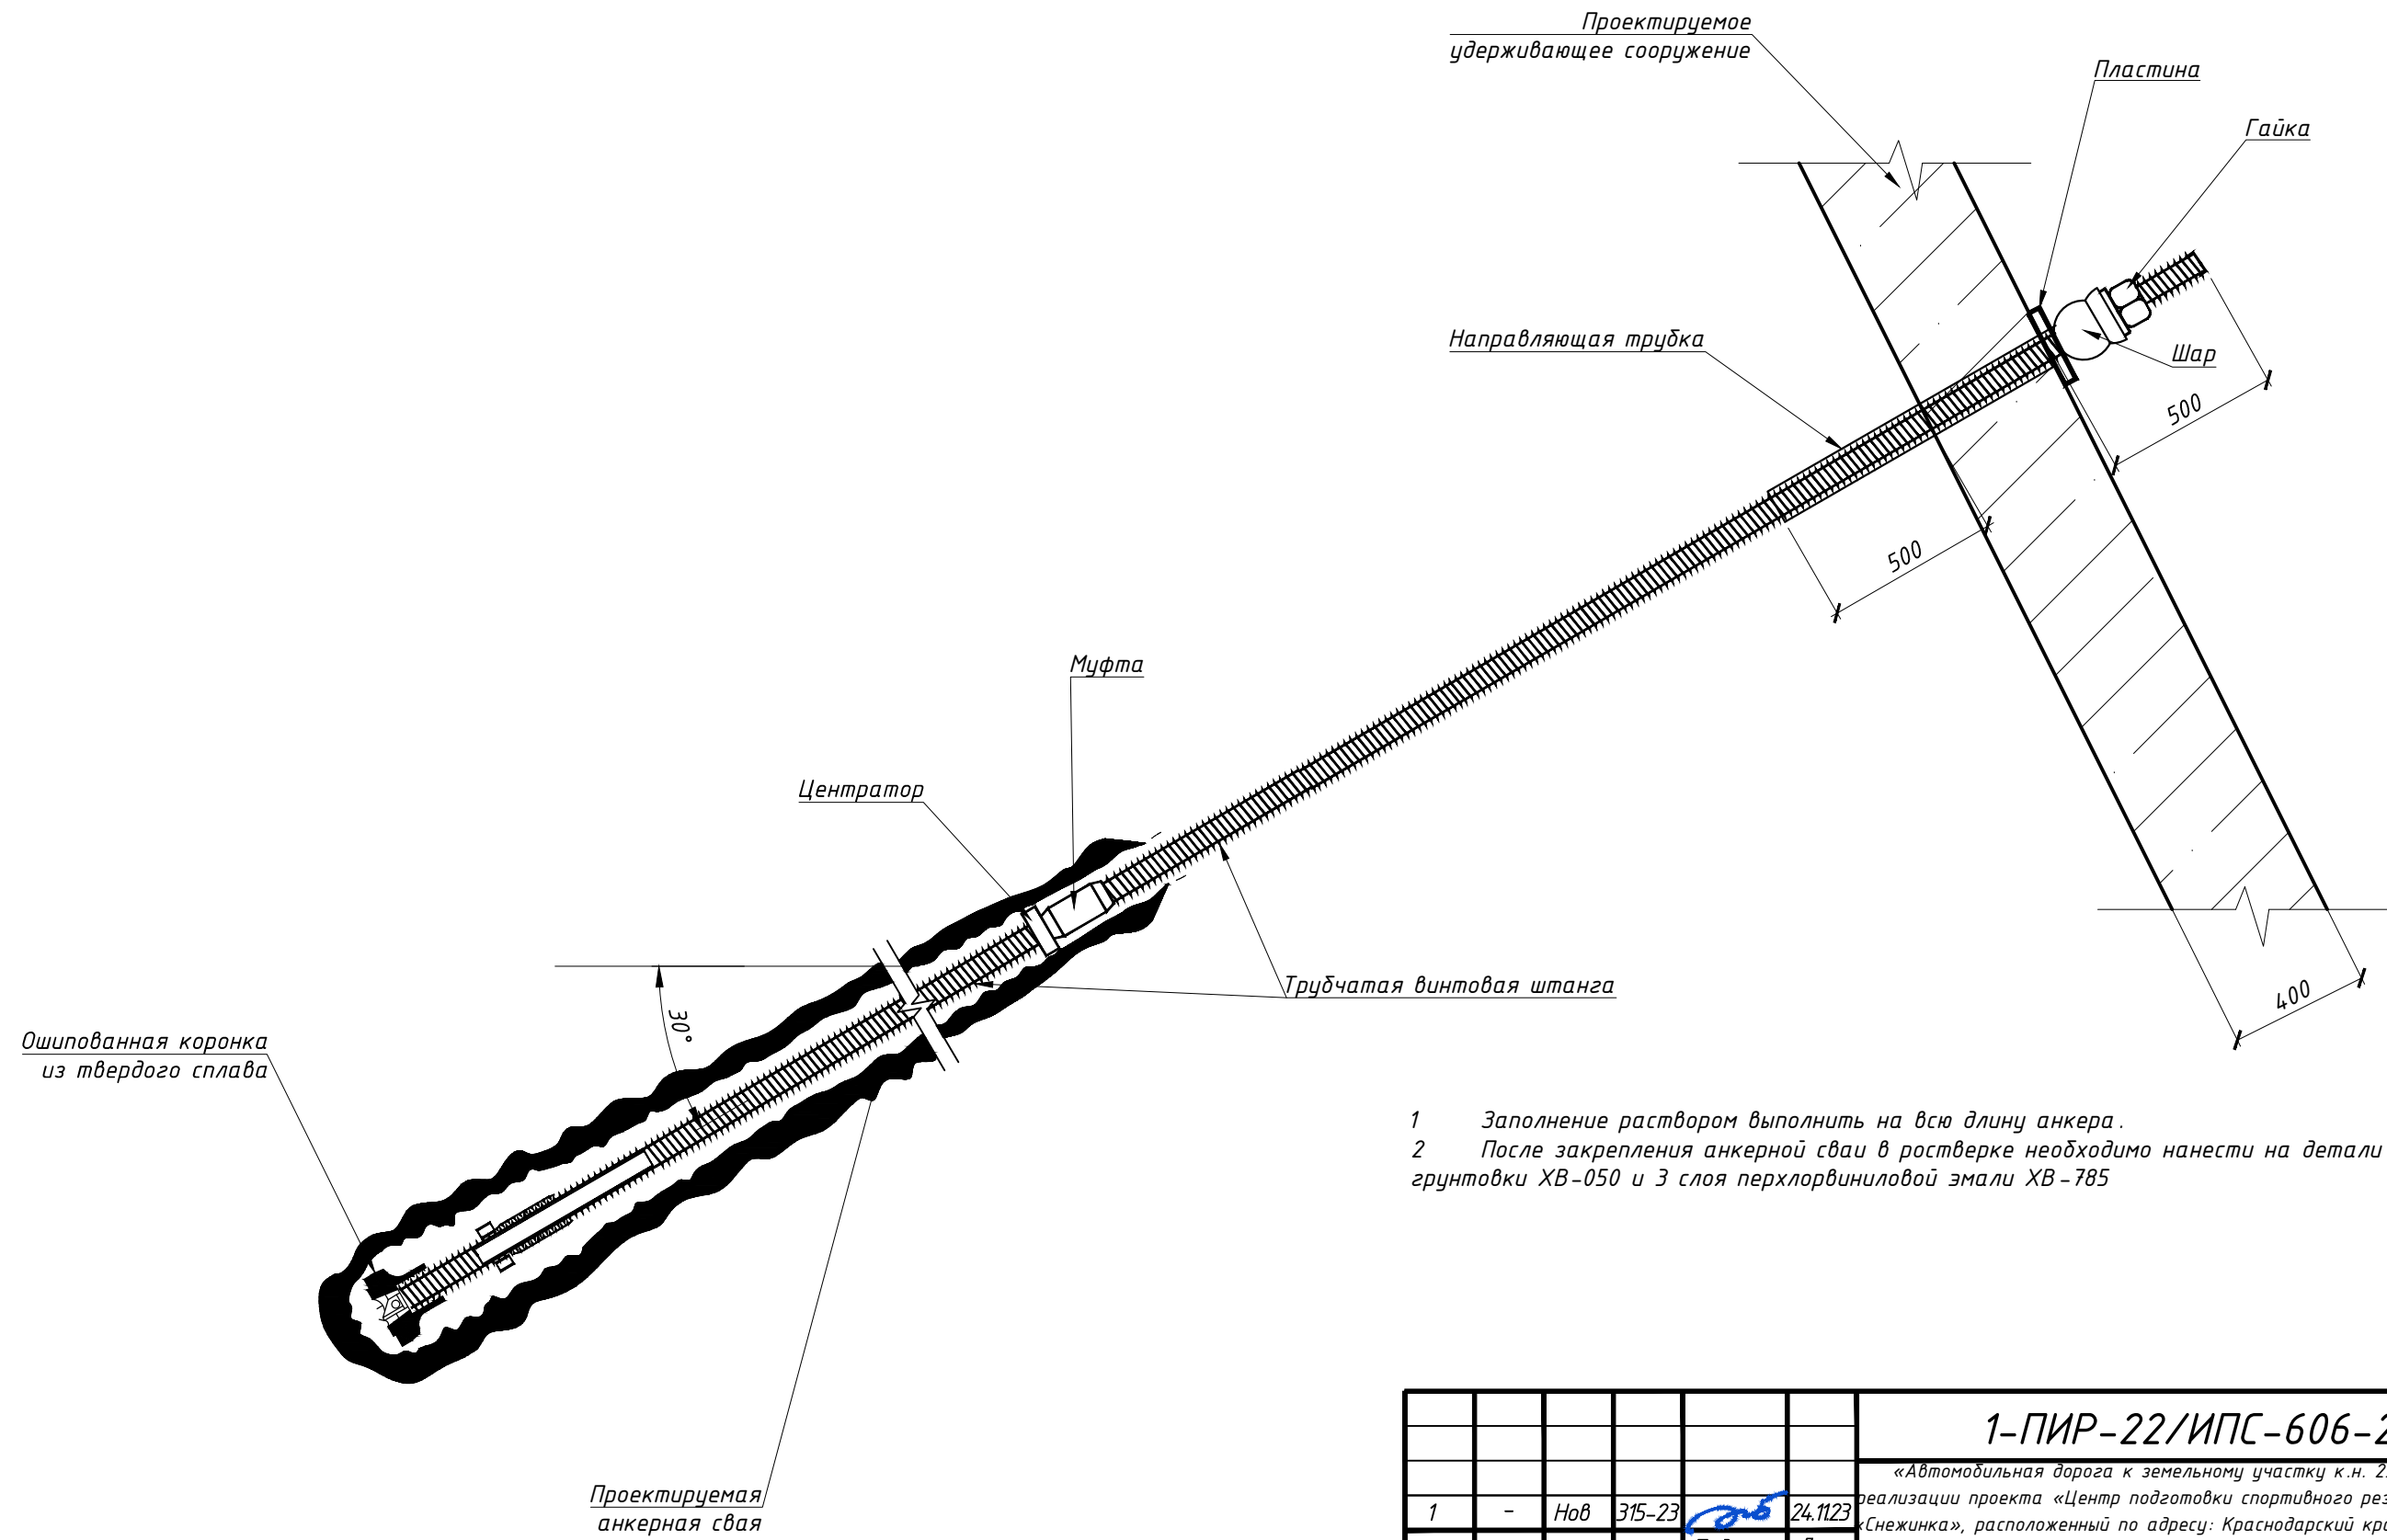 Проектируемое
удерживающее сооружение
Пластина
Гайка
Направляющая трубка
Шар
500
500
Муфта
Центратор
Трубчатая винтовая штанга
30°
400
Ошипованная коронка
из твердого сплава
1 Заполнение раствором выполнить на всю длину анкера.
2 После закрепления анкерной сваи в ростверке необходимо нанести на детали
грунтовки ХВ-050 и 3 слоя перхлорвиниловой эмали ХВ-785
Проектируемая
анкерная свая
1-ПИР-22/ИПС-606-2
«Автомобильная дорога к земельному участку к.н. 2
реализации проекта «Центр подготовки спортивного рез
«Снежинка», расположенный по адресу: Краснодарский кра
1 - Нов 315-23 24.11.23